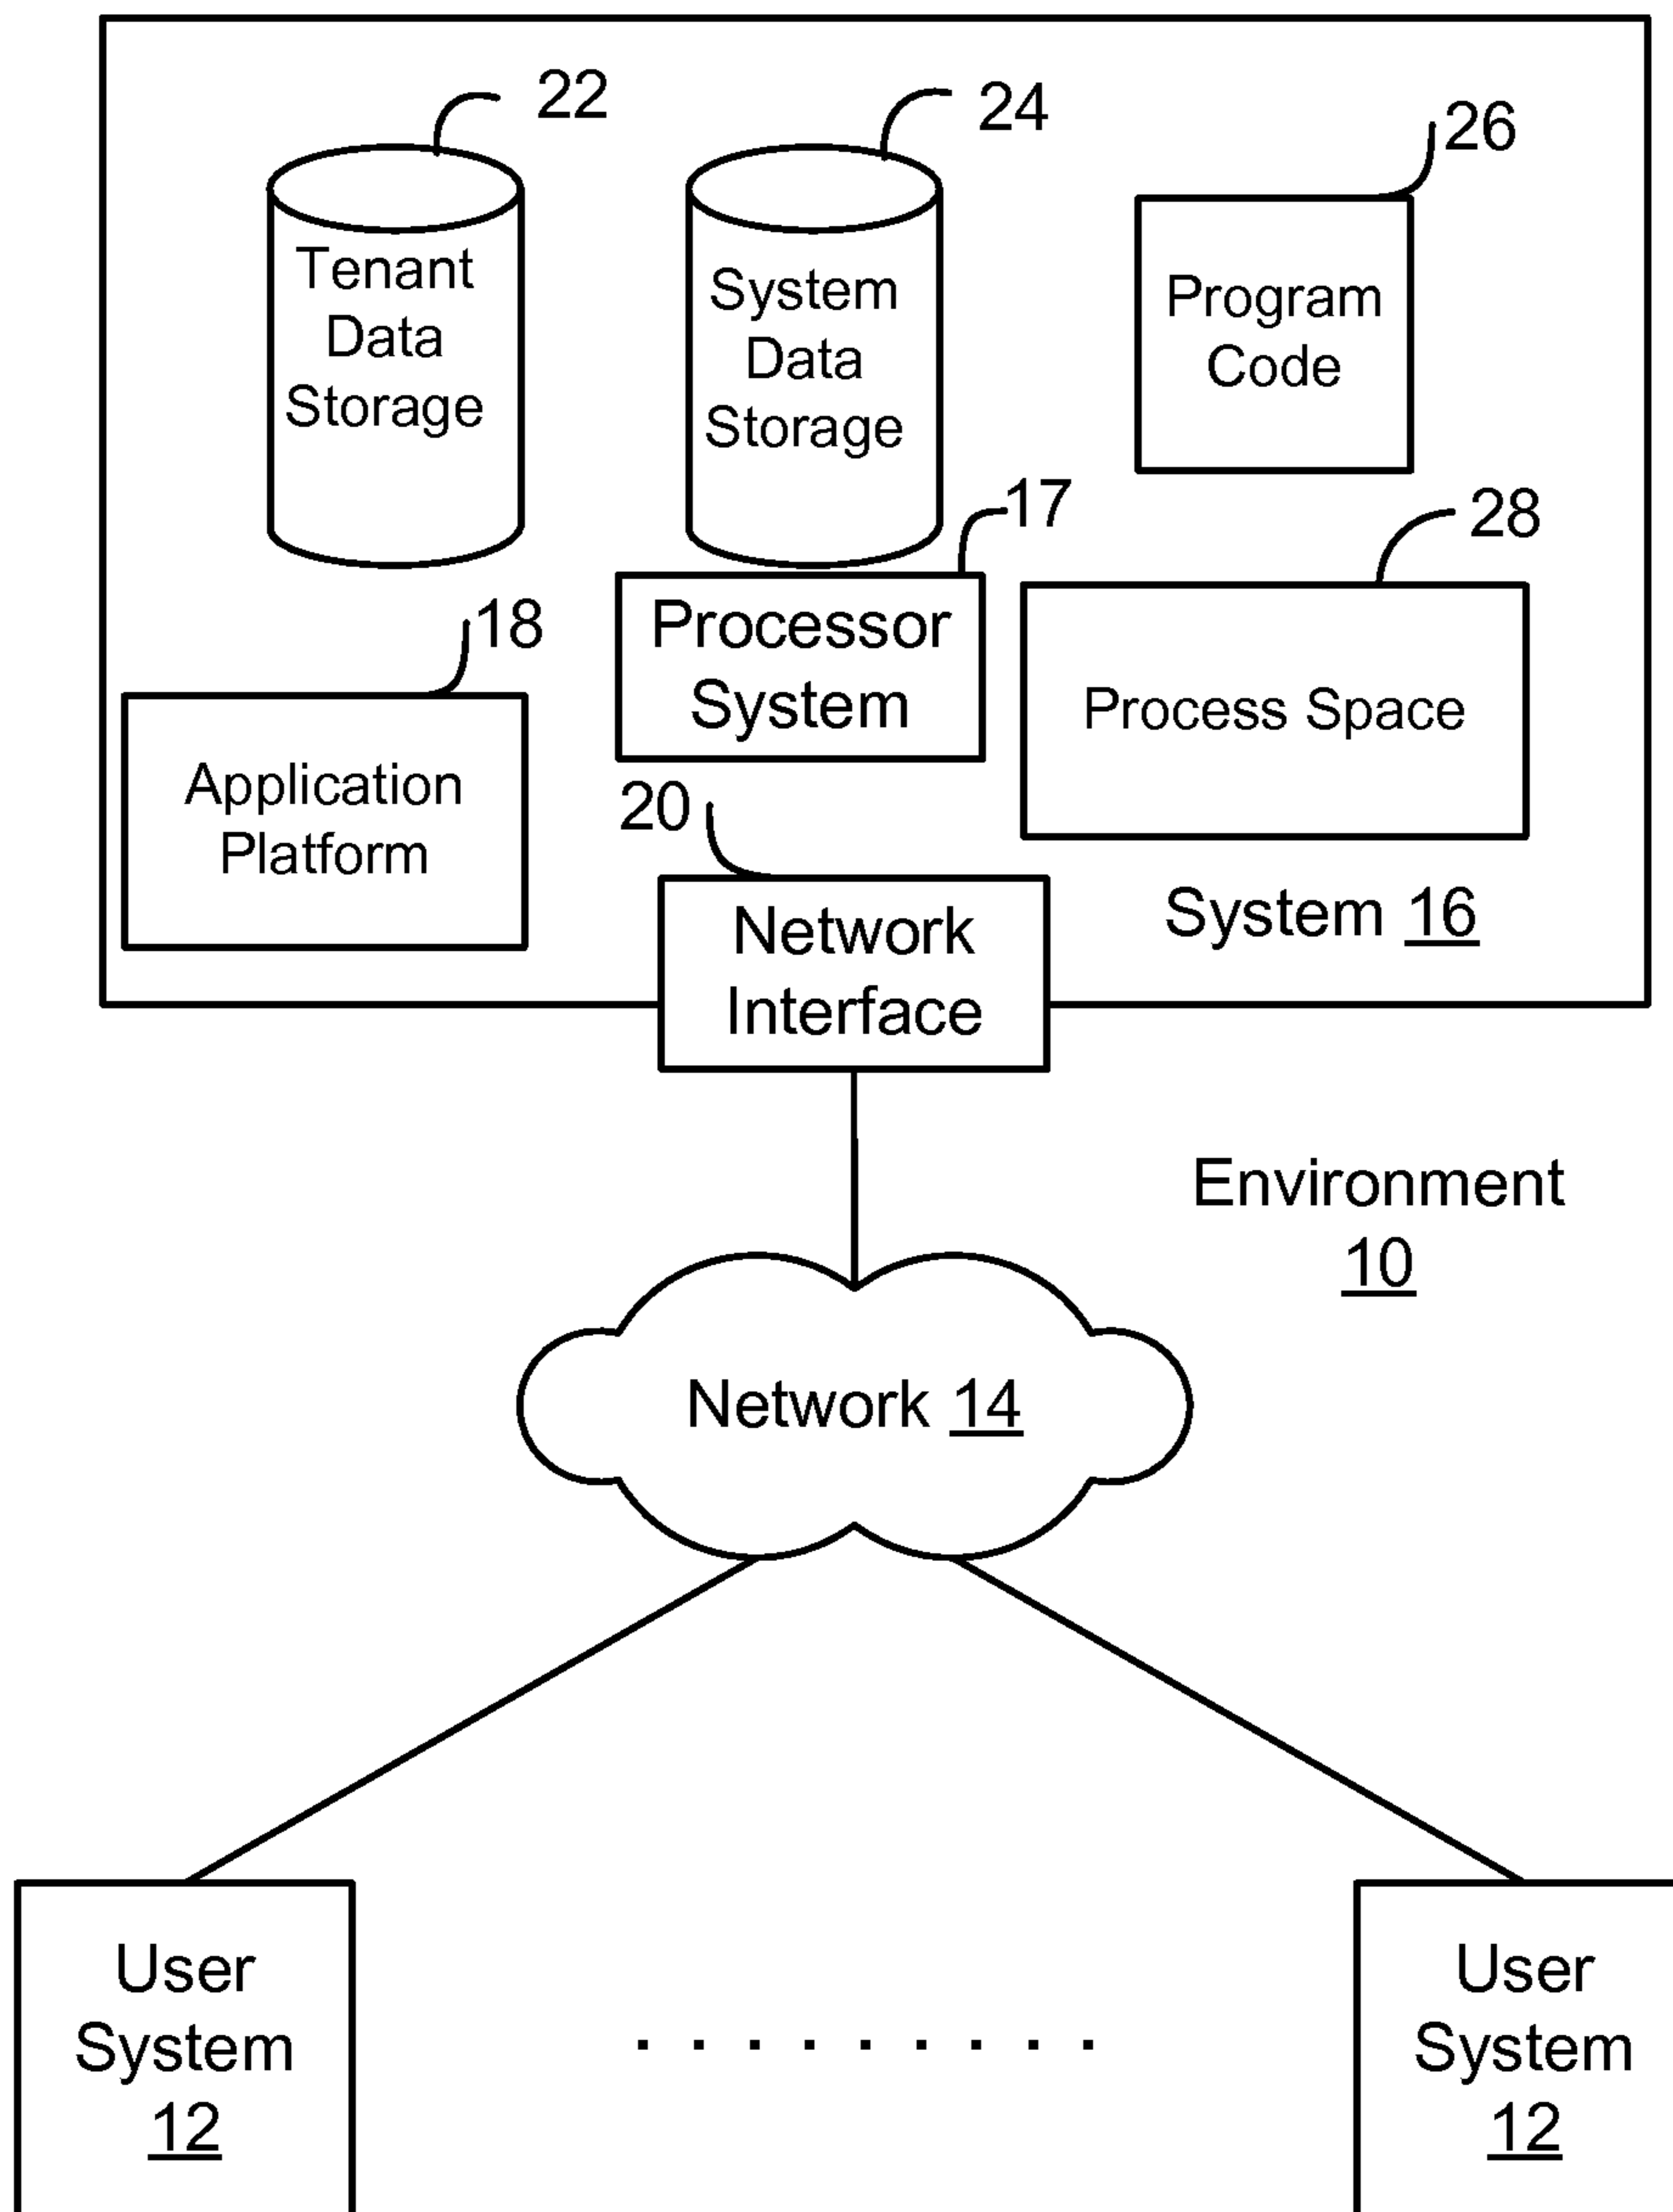 22
24
26
Tenant
Data
Storage
System
Data
Storage
Program
Code
17
28
18
Processor
System
Process Space
Application
Platform
20
Network
Interface
System 16
Environment
10
Network 14
User
System
12
. . . . . . . . .
User
System
12